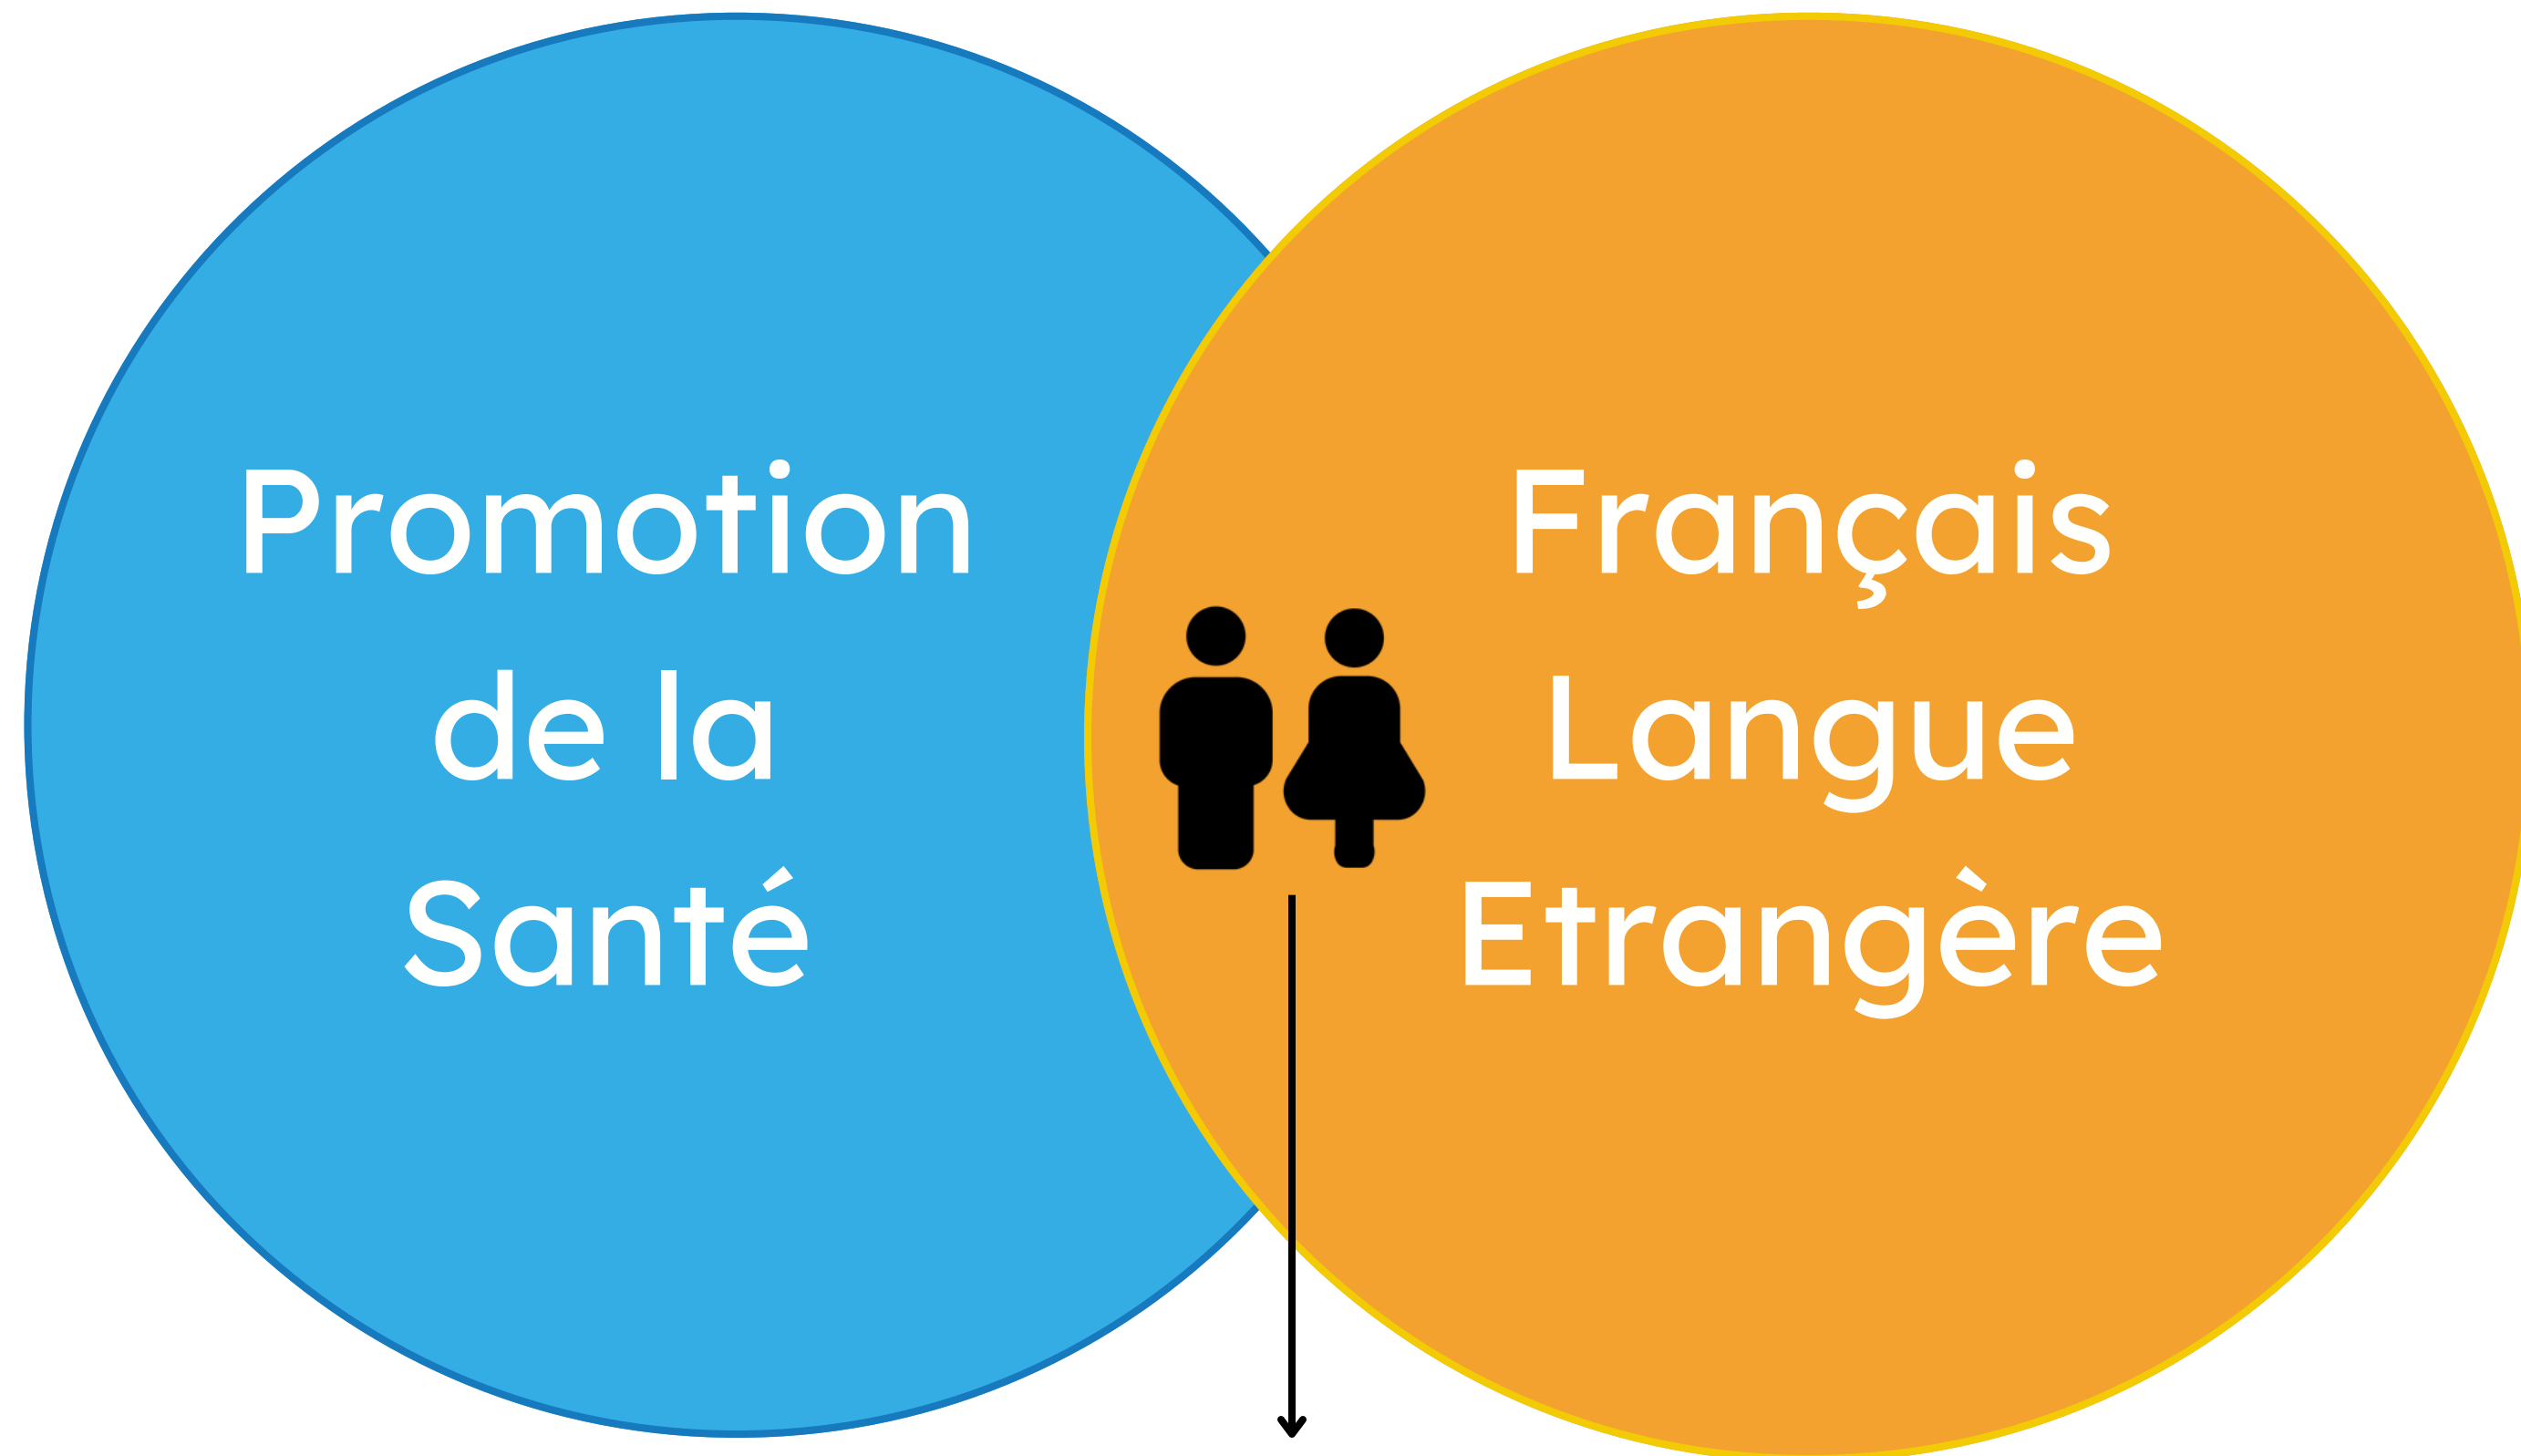 Promotion
de la
Santé
Français
Langue
Etrangère